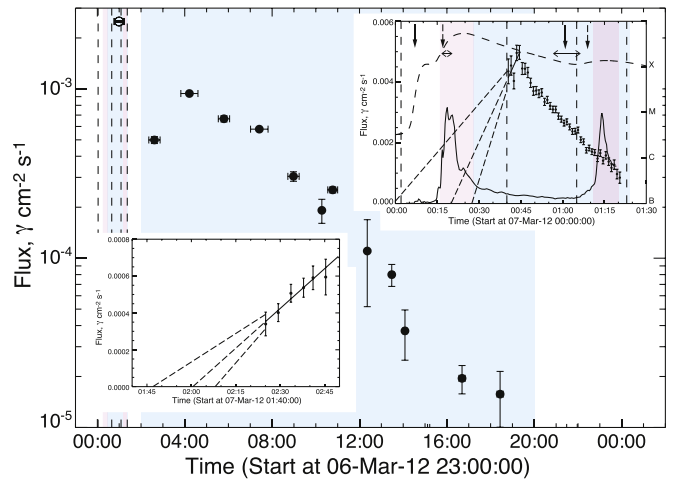 0.006
0.004
0.002
0.000
Flux, γ cm⁻² s⁻¹
X
M
C
B
00:00 00:15 00:30 00:45 01:00 01:15 01:30
Time (Start at 07-Mar-12 00:00:00)
10⁻³
10⁻⁴
10⁻⁵
Flux, γ cm⁻² s⁻¹
0.0008
0.0006
0.0004
0.0002
0.0000
Flux, γ cm⁻² s⁻¹
01:45 02:00 02:15 02:30 02:45
Time (Start at 07-Mar-12 01:40:00)
00:00 04:00 08:00 12:00 16:00 20:00 00:00
Time (Start at 06-Mar-12 23:00:00)